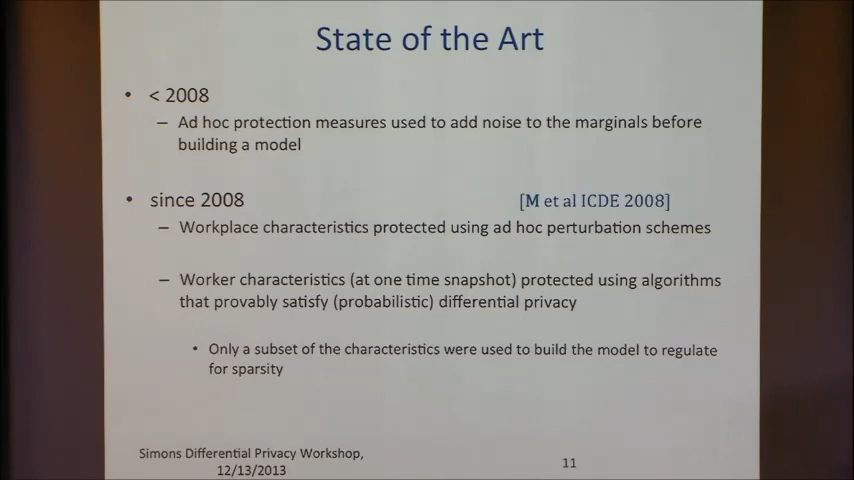 State of the Art
• < 2008
– Ad hoc protection measures used to add noise to the marginals before
building a model
• since 2008 [M et al ICDE 2008]
– Workplace characteristics protected using ad hoc perturbation schemes
– Worker characteristics (at one time snapshot) protected using algorithms
that provably satisfy (probabilistic) differential privacy
• Only a subset of the characteristics were used to build the model to regulate
for sparsity
Simons Differential Privacy Workshop,
12/13/2013
11